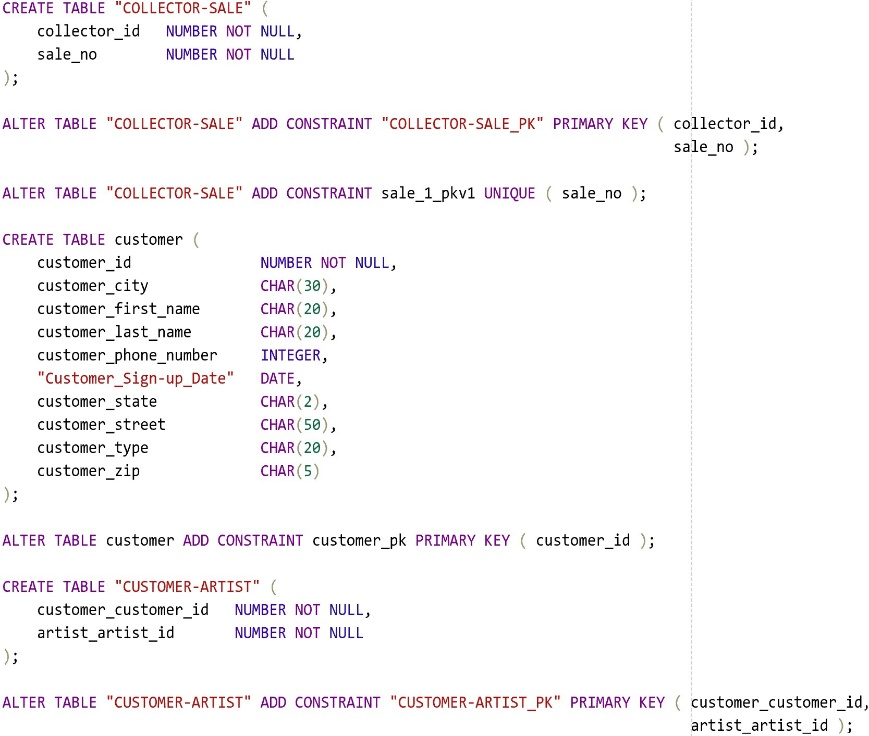 CREATE TABLE "COLLECTOR-SALE" (
    collector_id   NUMBER NOT NULL,
    sale_no        NUMBER NOT NULL
);
ALTER TABLE "COLLECTOR-SALE" ADD CONSTRAINT "COLLECTOR-SALE_PK" PRIMARY KEY ( collector_id,
                                                                              sale_no );
ALTER TABLE "COLLECTOR-SALE" ADD CONSTRAINT sale_1_pkv1 UNIQUE ( sale_no );
CREATE TABLE customer (
    customer_id               NUMBER NOT NULL,
    customer_city             CHAR(30),
    customer_first_name       CHAR(20),
    customer_last_name        CHAR(20),
    customer_phone_number     INTEGER,
    "Customer_Sign-up_Date"   DATE,
    customer_state            CHAR(2),
    customer_street           CHAR(50),
    customer_type             CHAR(20),
    customer_zip              CHAR(5)
);
ALTER TABLE customer ADD CONSTRAINT customer_pk PRIMARY KEY ( customer_id );
CREATE TABLE "CUSTOMER-ARTIST" (
    customer_customer_id   NUMBER NOT NULL,
    artist_artist_id       NUMBER NOT NULL
);
ALTER TABLE "CUSTOMER-ARTIST" ADD CONSTRAINT "CUSTOMER-ARTIST_PK" PRIMARY KEY ( customer_customer_id,
                                                                                artist_artist_id );